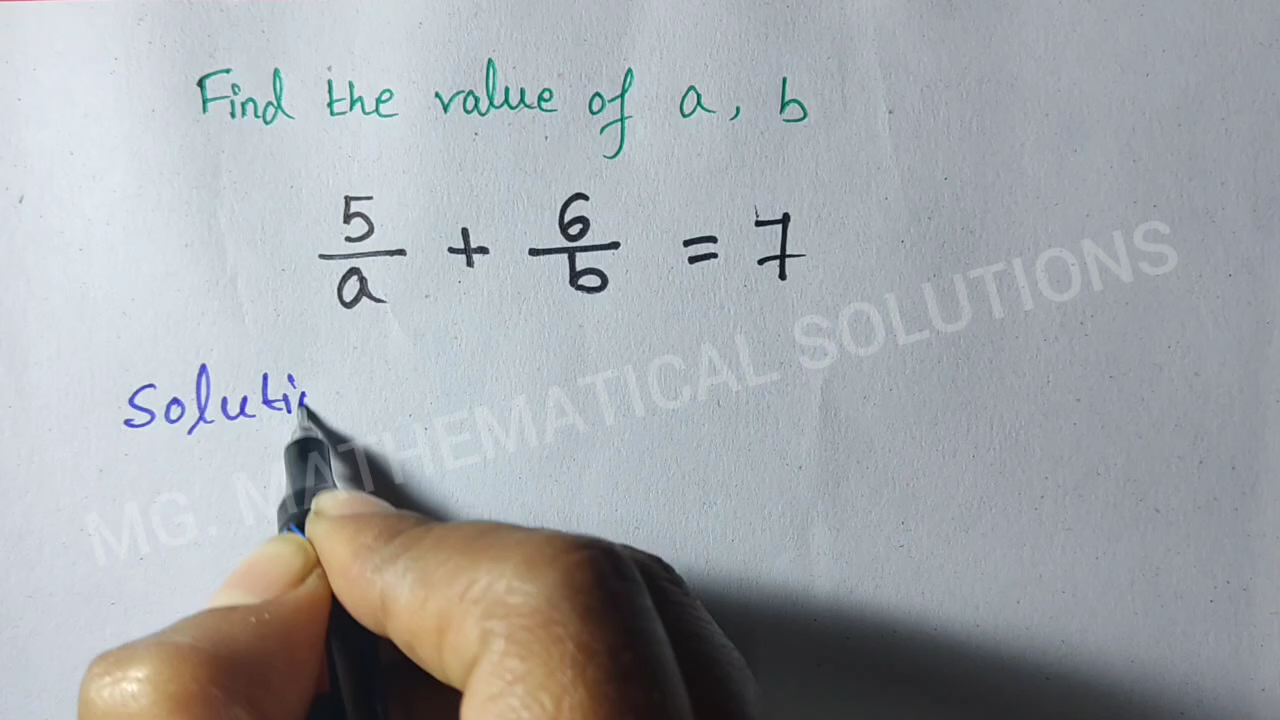 Find the value of a, b
5/a + 6/b = 7
Soluti
MG. MATHEMATICAL SOLUTIONS